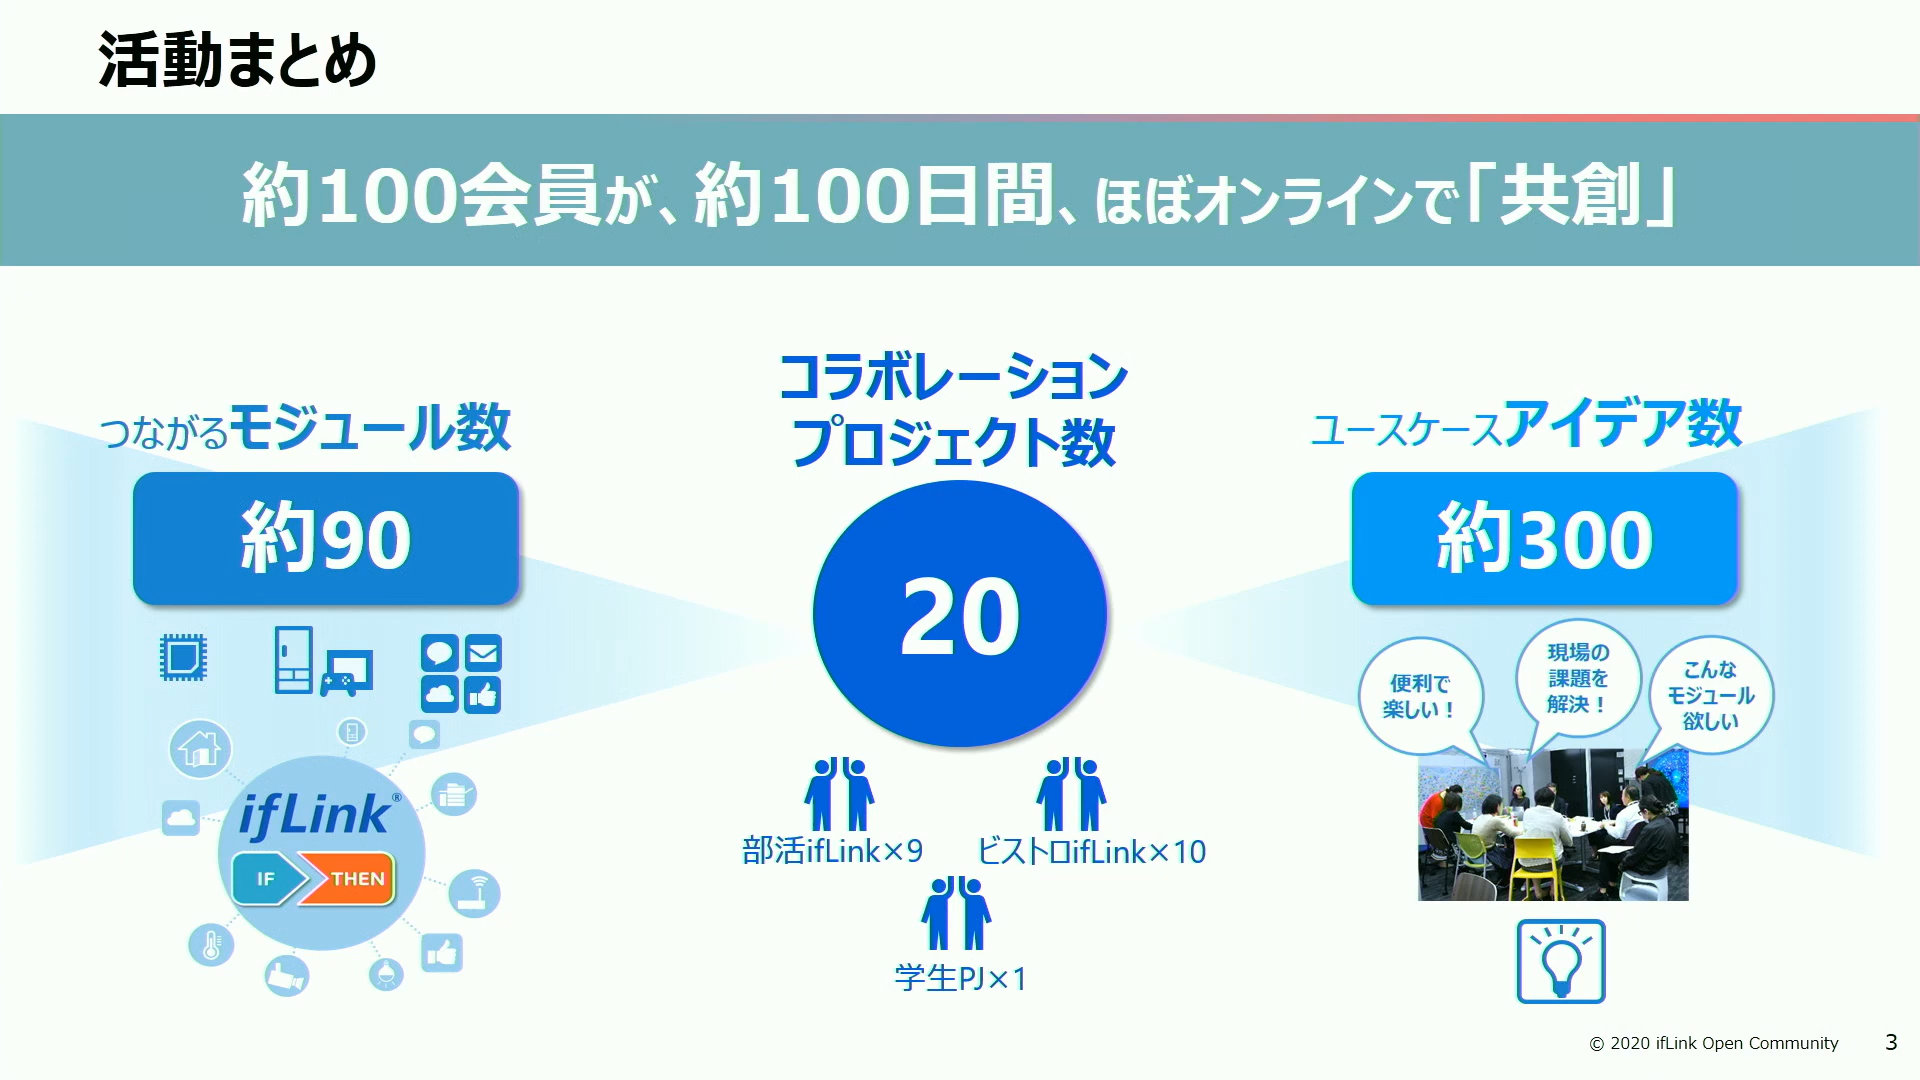 活動まとめ
約100会員が、約100日間、ほぼオンラインで「共創」
つながるモジュール数
約90
ifLink®
IF THEN
コラボレーション
プロジェクト数
20
部活ifLink×9
ビストロifLink×10
学生PJ×1
ユースケースアイデア数
約300
便利で
楽しい！
現場の
課題を
解決！
こんな
モジュール
欲しい
© 2020 ifLink Open Community
3